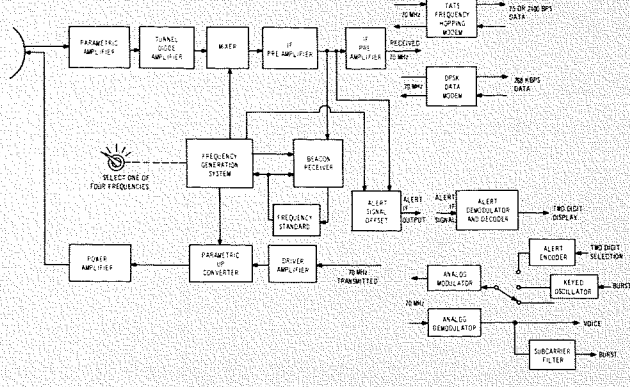 TATS
FREQUENCY
HOPPING
MODEM
70 MHz
75 OR 2400 BPS
DATA
PARAMETRIC
AMPLIFIER
TUNNEL
DIODE
AMPLIFIER
MIXER
IF
PRE AMPLIFIER
IF
PRE
AMPLIFIER
RECEIVED
70 MHz
DPSK
DATA
MODEM
70 MHz
DATA
SELECT ONE OF
FOUR FREQUENCIES
FREQUENCY
GENERATION
SYSTEM
BEACON
RECEIVER
FREQUENCY
STANDARD
ALERT
SIGNAL
OFFSET
ALERT
IF
OUTPUT
ALERT
IF
SIGNAL
ALERT
DEMODULATOR
AND DECODER
TWO DIGIT
DISPLAY
POWER
AMPLIFIER
PARAMETRIC
UP
CONVERTER
DRIVER
AMPLIFIER
70 MHz
TRANSMITTED
ALERT
ENCODER
TWO DIGIT
SELECTION
ANALOG
MODULATOR
KEYED
OSCILLATOR
BURST
70 MHz
ANALOG
DEMODULATOR
VOICE
SUBCARRIER
FILTER
BURST